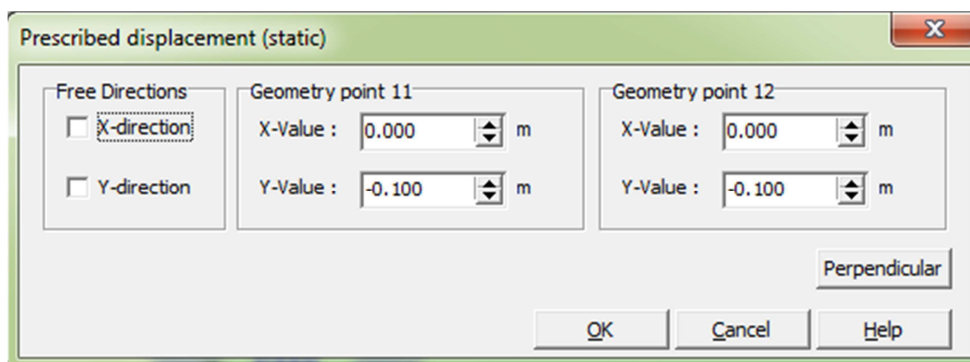 Prescribed displacement (static)
Free Directions
X-direction
Y-direction
Geometry point 11
X-Value : 0.000 m
Y-Value : -0.100 m
Geometry point 12
X-Value : 0.000 m
Y-Value : -0.100 m
Perpendicular
OK Cancel Help